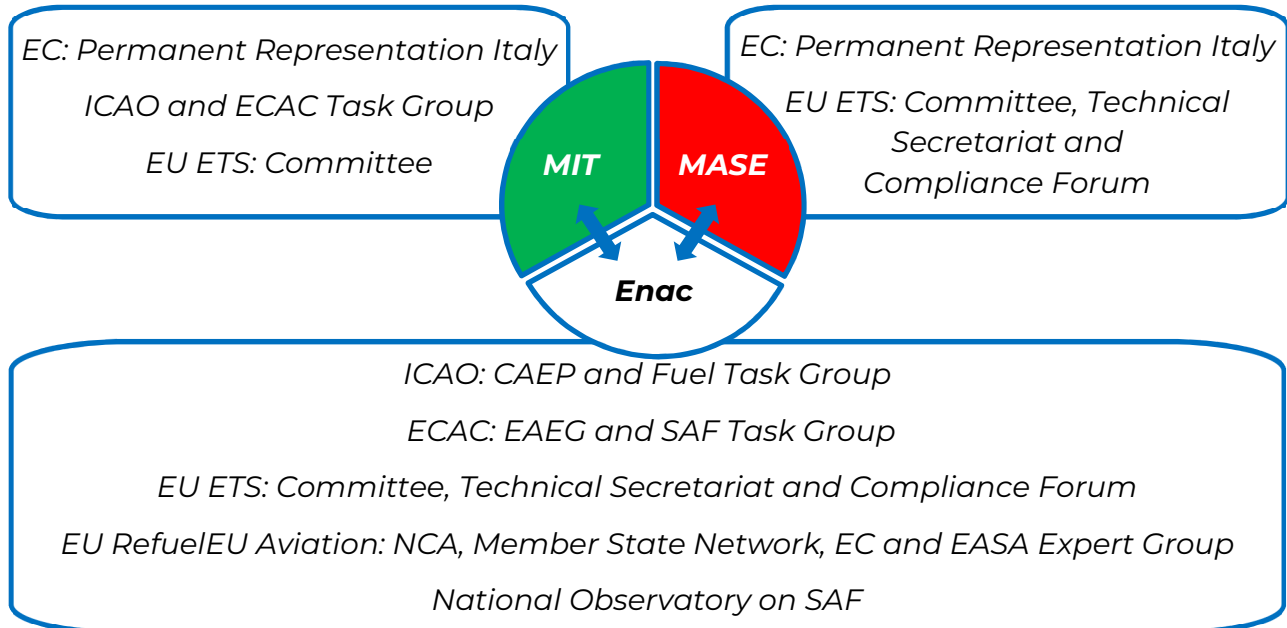 EC: Permanent Representation Italy
ICAO and ECAC Task Group
EU ETS: Committee
EC: Permanent Representation Italy
EU ETS: Committee, Technical
Secretariat and
Compliance Forum
MIT
MASE
Enac
ICAO: CAEP and Fuel Task Group
ECAC: EAEG and SAF Task Group
EU ETS: Committee, Technical Secretariat and Compliance Forum
EU RefuelEU Aviation: NCA, Member State Network, EC and EASA Expert Group
National Observatory on SAF